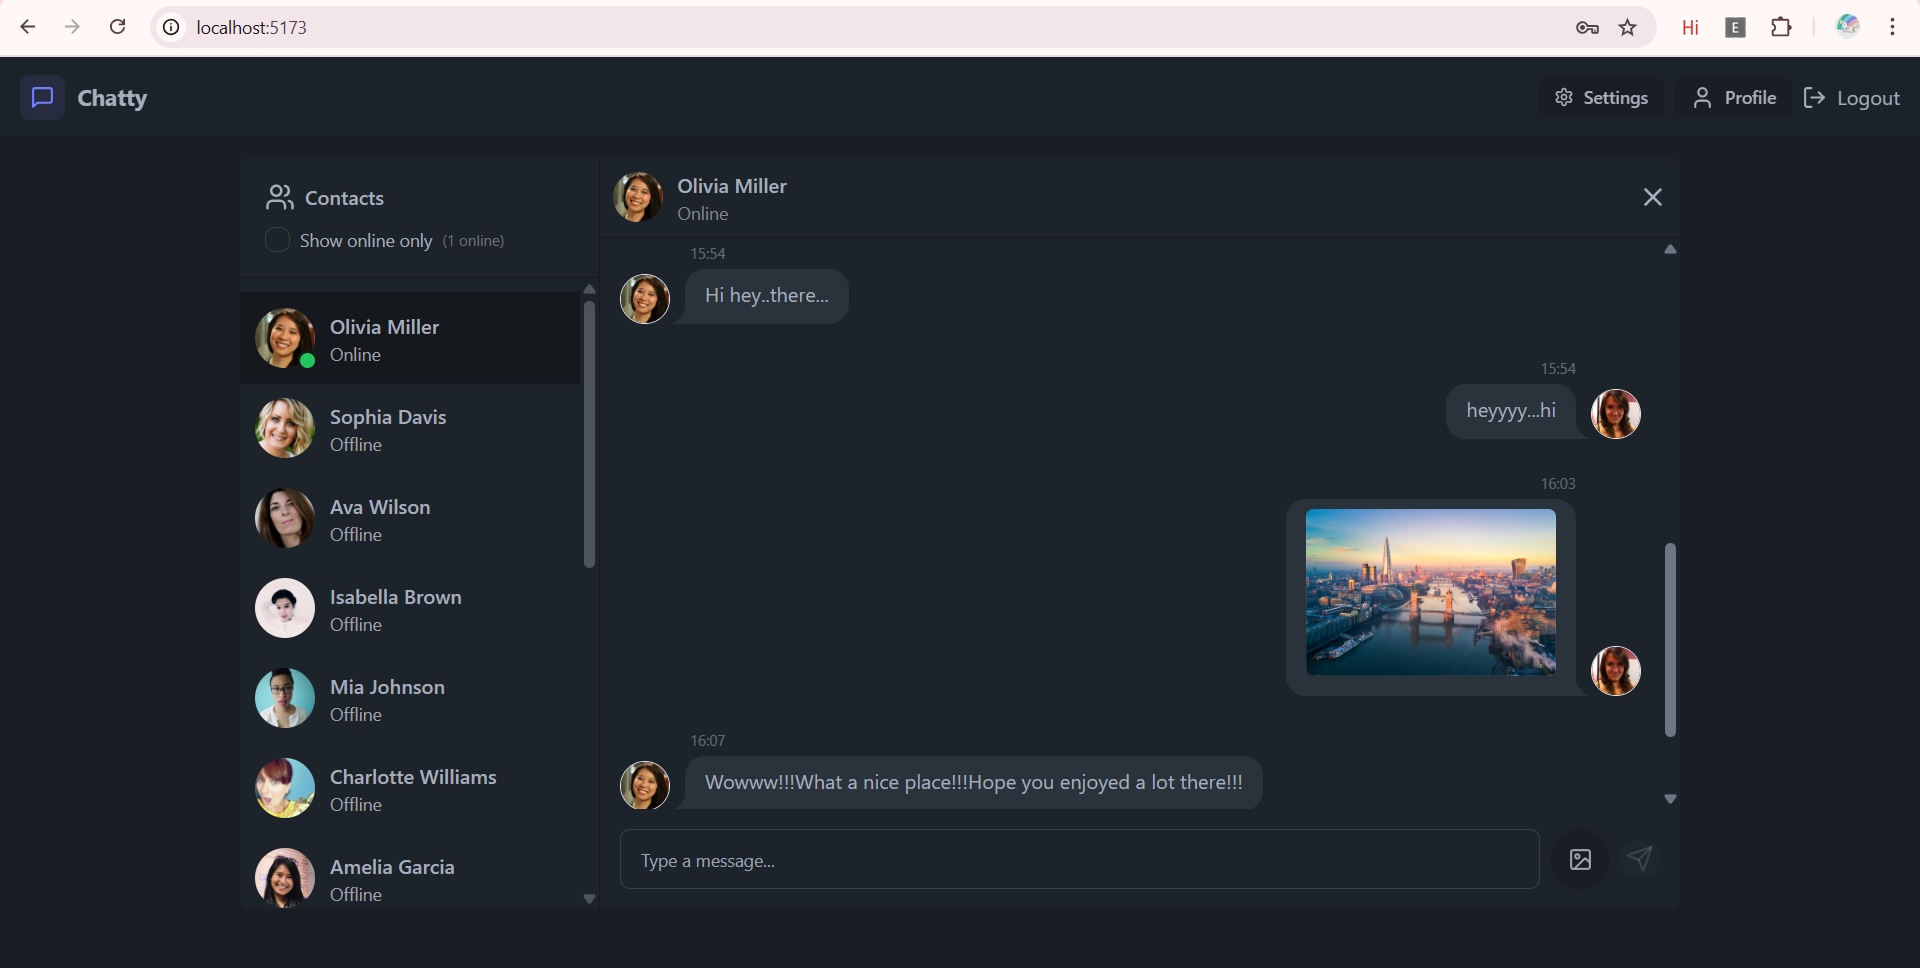 localhost:5173
Hi
E
Chatty
Settings
Profile
Logout
Contacts
Show online only (1 online)
Olivia Miller
Online
Sophia Davis
Offline
Ava Wilson
Offline
Isabella Brown
Offline
Mia Johnson
Offline
Charlotte Williams
Offline
Amelia Garcia
Offline
Olivia Miller
Online
15:54
Hi hey..there...
15:54
heyyyy...hi
16:03
16:07
Wowww!!!What a nice place!!!Hope you enjoyed a lot there!!!
Type a message...